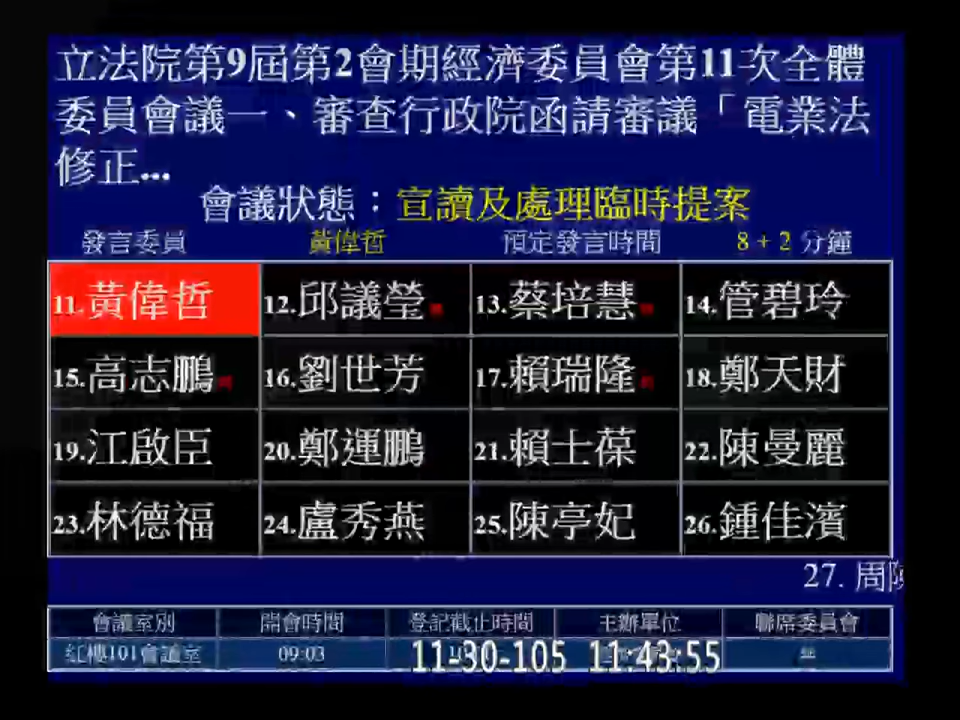 立法院第9屆第2會期經濟委員會第11次全體
委員會議一、審查行政院函請審議「電業法
修正...
會議狀態：宣讀及處理臨時提案
發言委員 黃偉哲 預定發言時間 8 + 2 分鐘
11.黃偉哲 12.邱議瑩 13.蔡培慧 14.管碧玲
15.高志鵬 16.劉世芳 17.賴瑞隆 18.鄭天財
19.江啟臣 20.鄭運鵬 21.賴士葆 22.陳曼麗
23.林德福 24.盧秀燕 25.陳亭妃 26.鍾佳濱
27. 周陳
會議室別 開會時間 登記截止時間 主辦單位 聯席委員會
紅樓101會議室 09:03
11-30-105 11:43:55